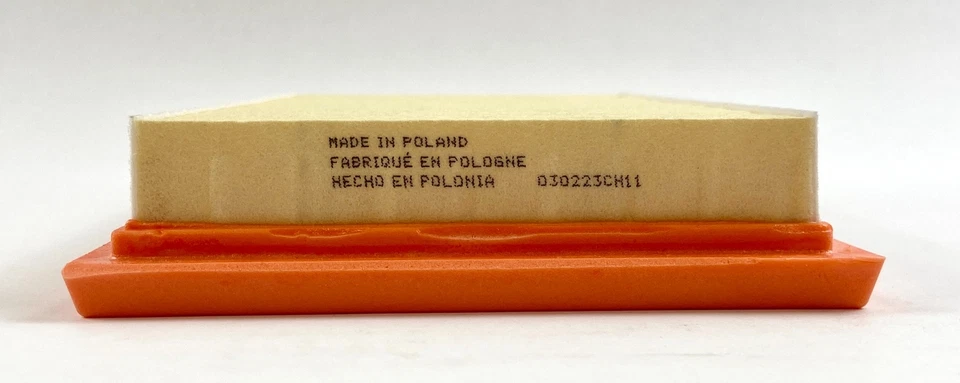 MADE IN POLAND
FABRIQUÉ EN POLOGNE
HECHO EN POLONIA 030223CH11